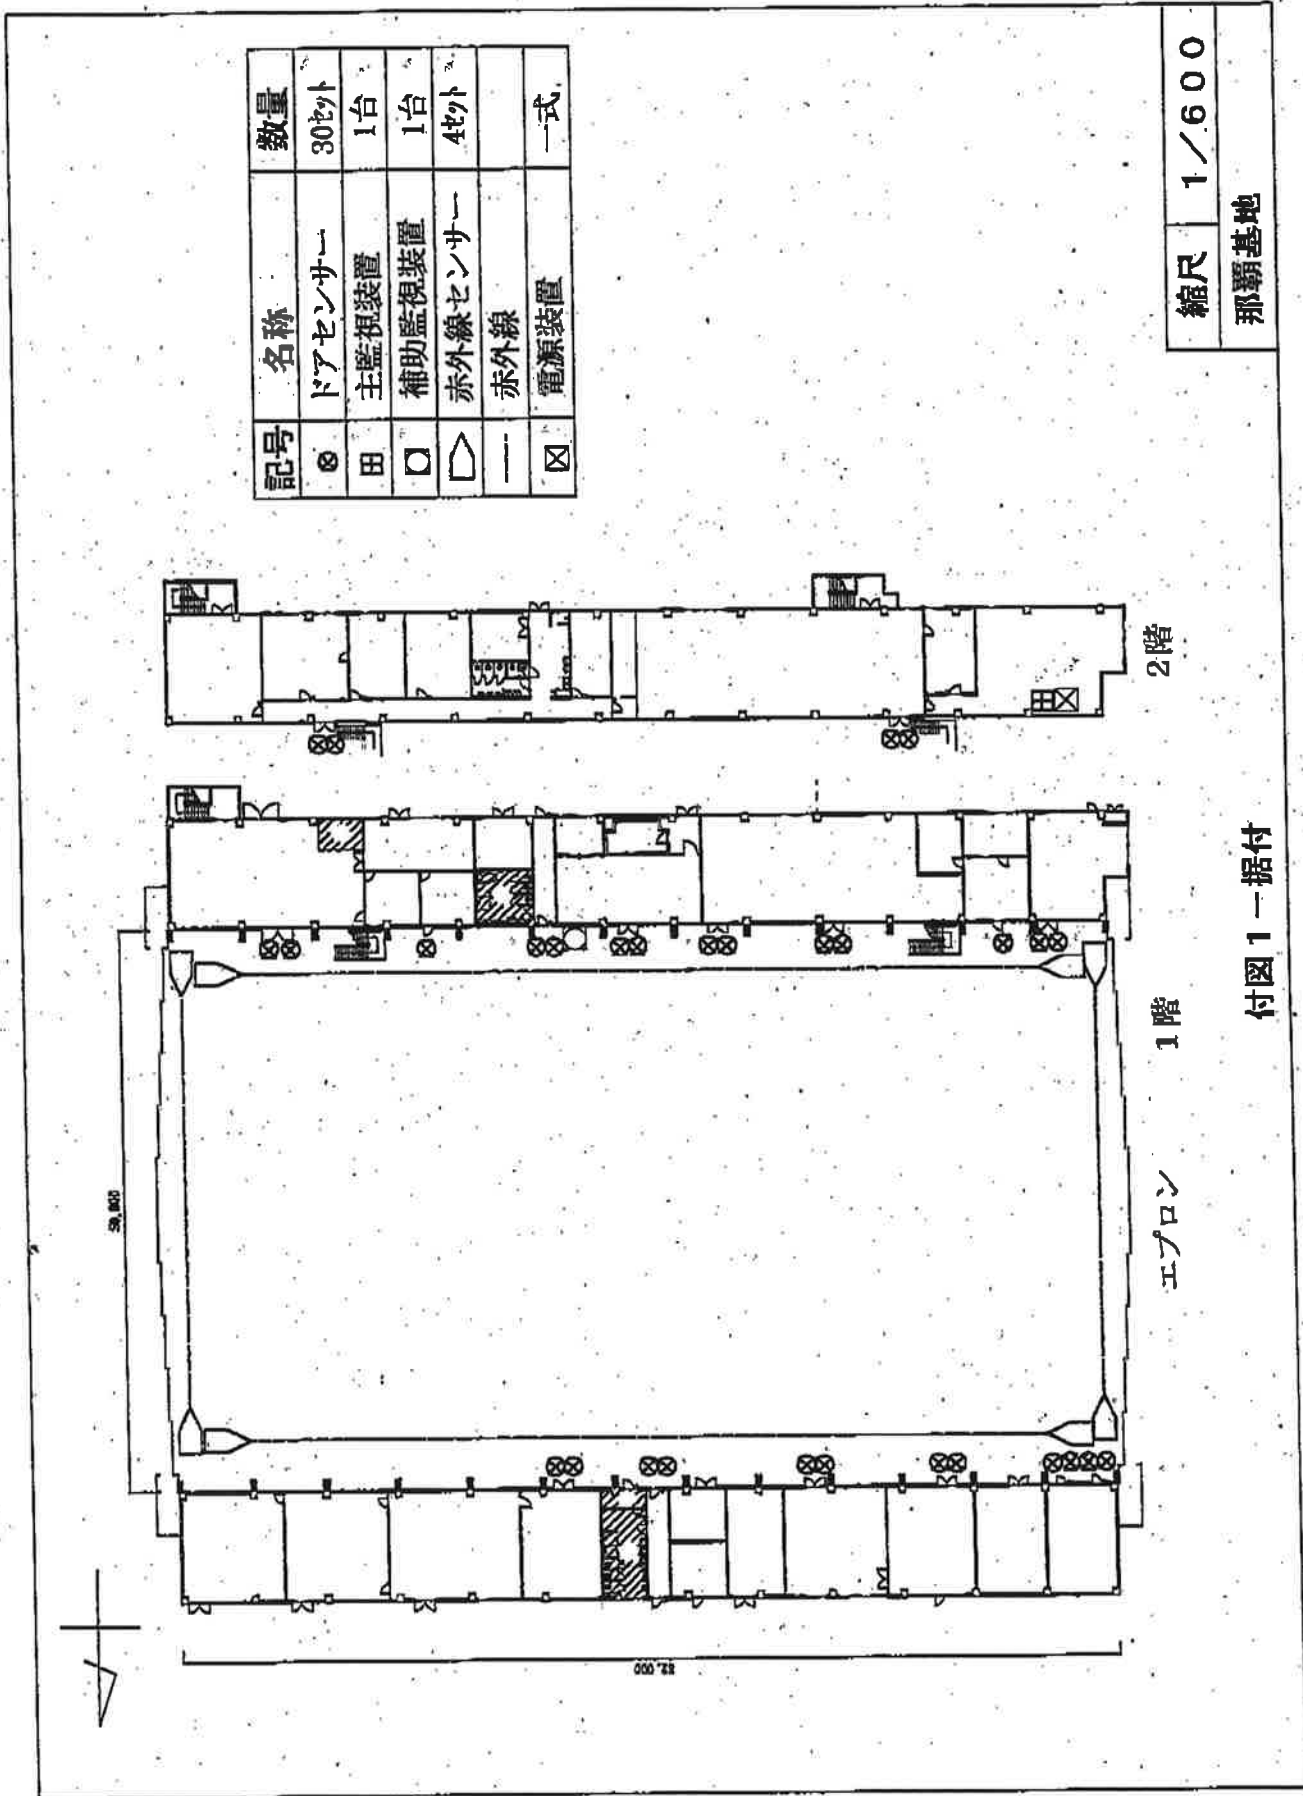 記号 名称 数量
ドアセンサー 30セット
主監視装置 1台
補助監視装置 1台
赤外線センサー 4セット
赤外線
電源装置 一式
2階
1階
エプロン
50,000
82,000
付図1－据付
縮尺 1／600
那覇基地